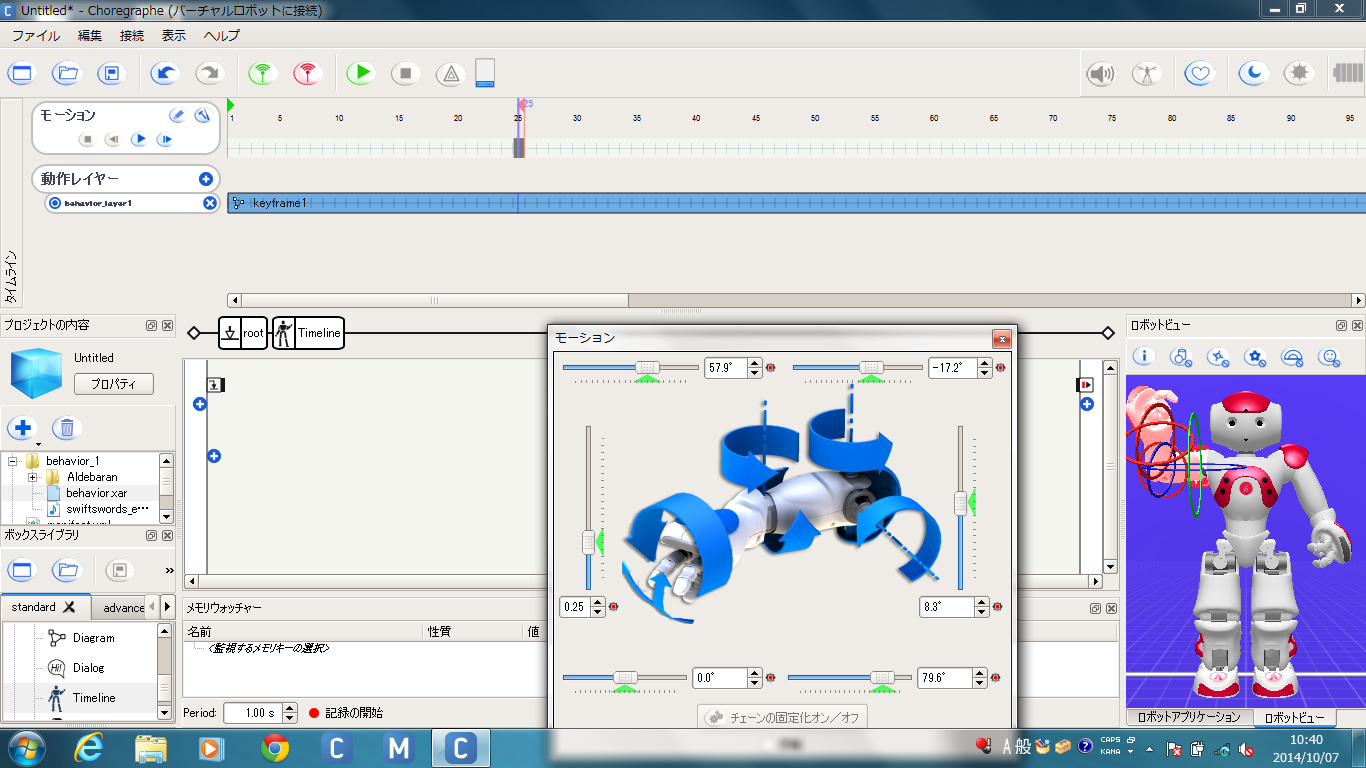 Untitled* - Choregraphe (バーチャルロボットに接続)
ファイル 編集 接続 表示 ヘルプ
モーション
25
1 5 10 15 20 25 30 35 40 45 50 55 60 65 70 75 80 85 90 95
動作レイヤー
behavior_layer1
keyframe1
タイムライン
プロジェクトの内容
root
Timeline
Untitled
プロパティ
behavior_1
Aldebaran
behavior.xar
swiftswords_e…
ボックスライブラリ
»
standard
advance
Diagram
Dialog
Timeline
メモリウォッチャー
名前 性質 値
<監視するメモリキーの選択>
Period: 1.00 s 記録の開始
モーション
57.9° -17.2°
0.25 8.3°
0.0° 79.6°
チェーンの固定化オン／オフ
ロボットビュー
ロボットアプリケーション ロボットビュー
A 般
CAPS
KANA
10:40
2014/10/07